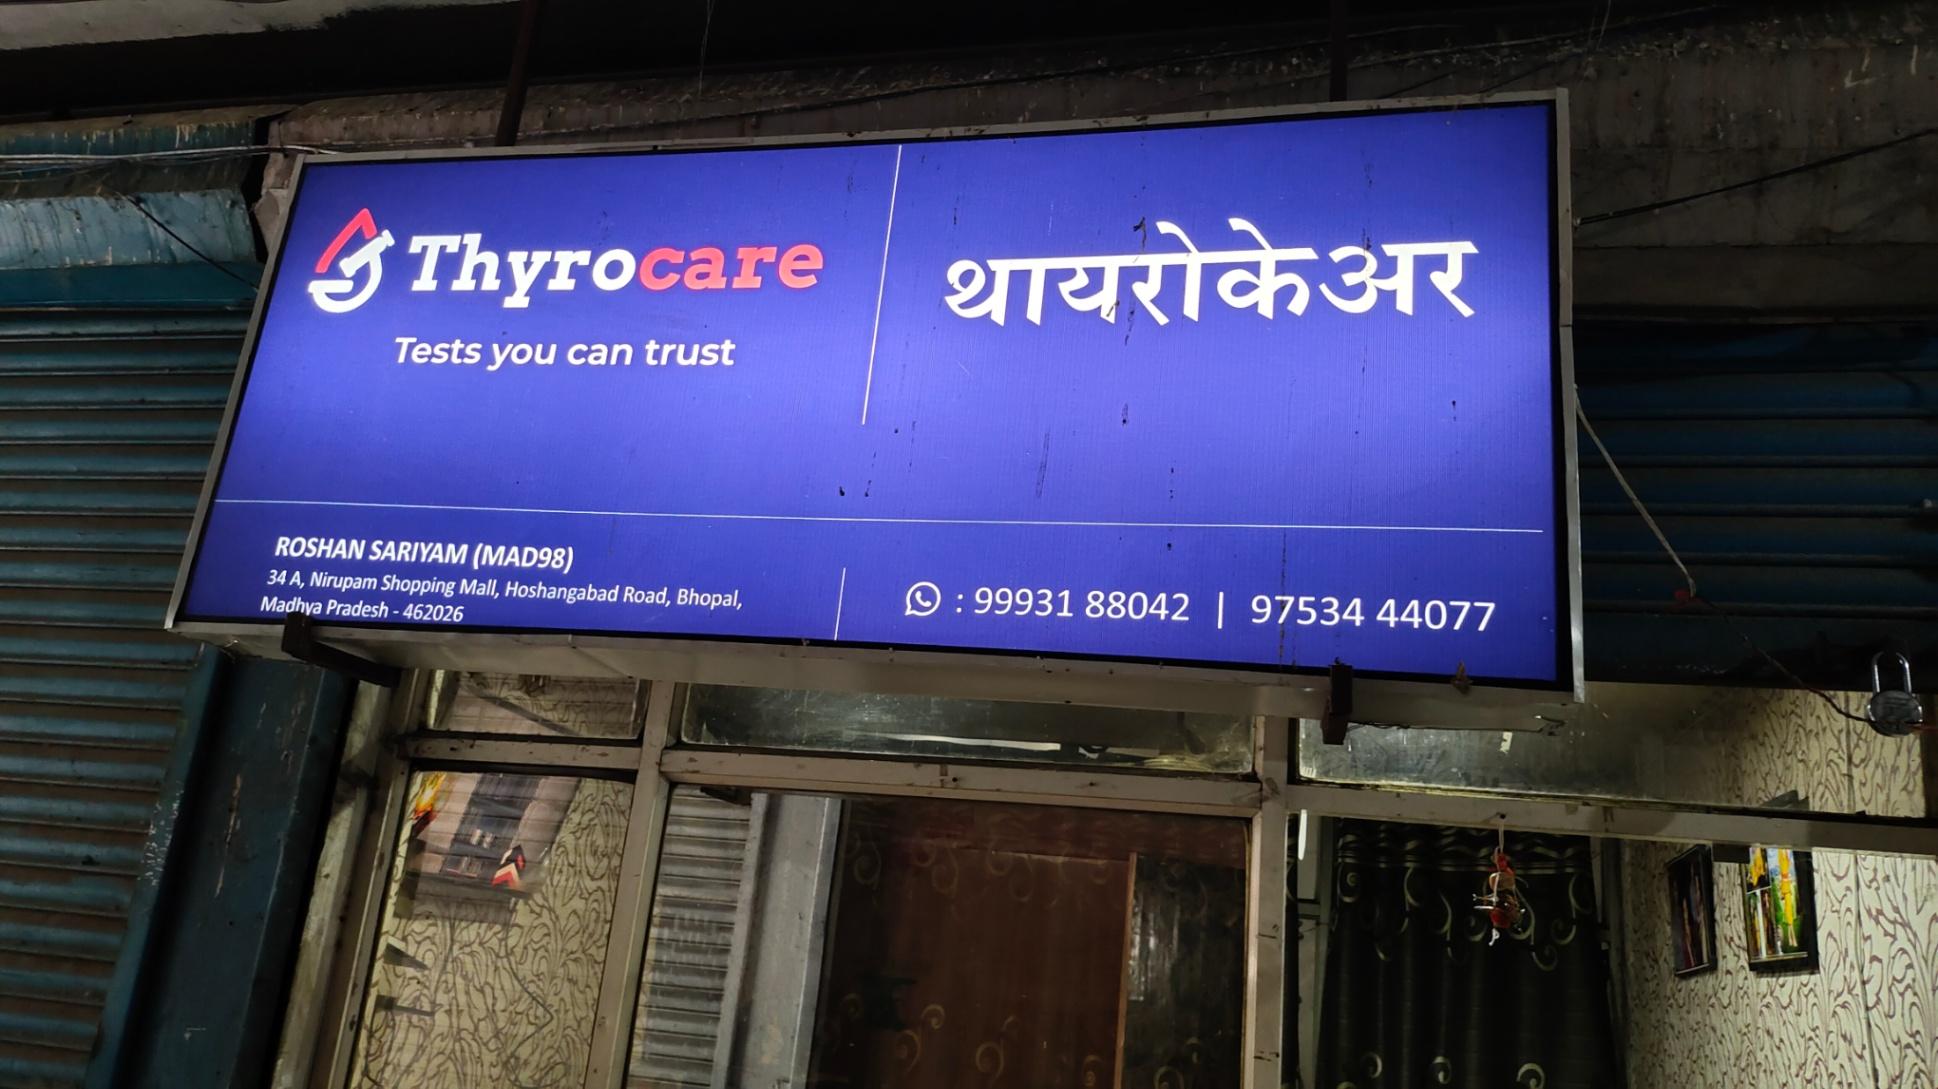 Thyrocare
Tests you can trust
थायरोकेअर
ROSHAN SARIYAM (MAD98)
34 A, Nirupam Shopping Mall, Hoshangabad Road, Bhopal,
Madhya Pradesh - 462026
: 99931 88042 | 97534 44077